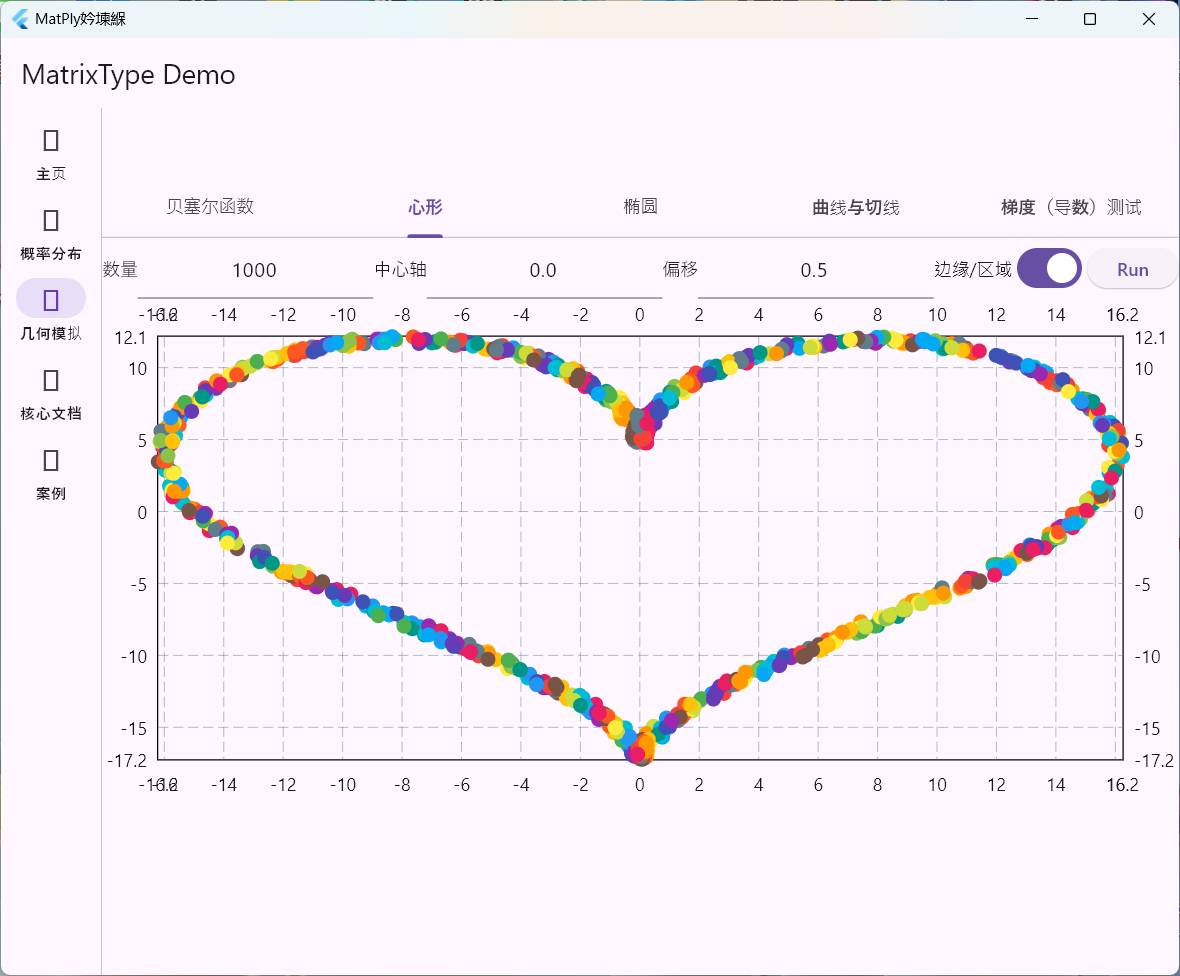 MatPly妗堜緥
MatrixType Demo
主页
概率分布
几何模拟
核心文档
案例
贝塞尔函数 心形 椭圆 曲线与切线 梯度（导数）测试
数量 1000 中心轴 0.0 偏移 0.5 边缘/区域 Run
-14 -12 -10 -8 -6 -4 -2 0 2 4 6 8 10 12 14 16.2
12.1 12.1
10 10
5 5
0 0
-5 -5
-10 -10
-15 -15
-17.2 -17.2
-14 -12 -10 -8 -6 -4 -2 0 2 4 6 8 10 12 14 16.2